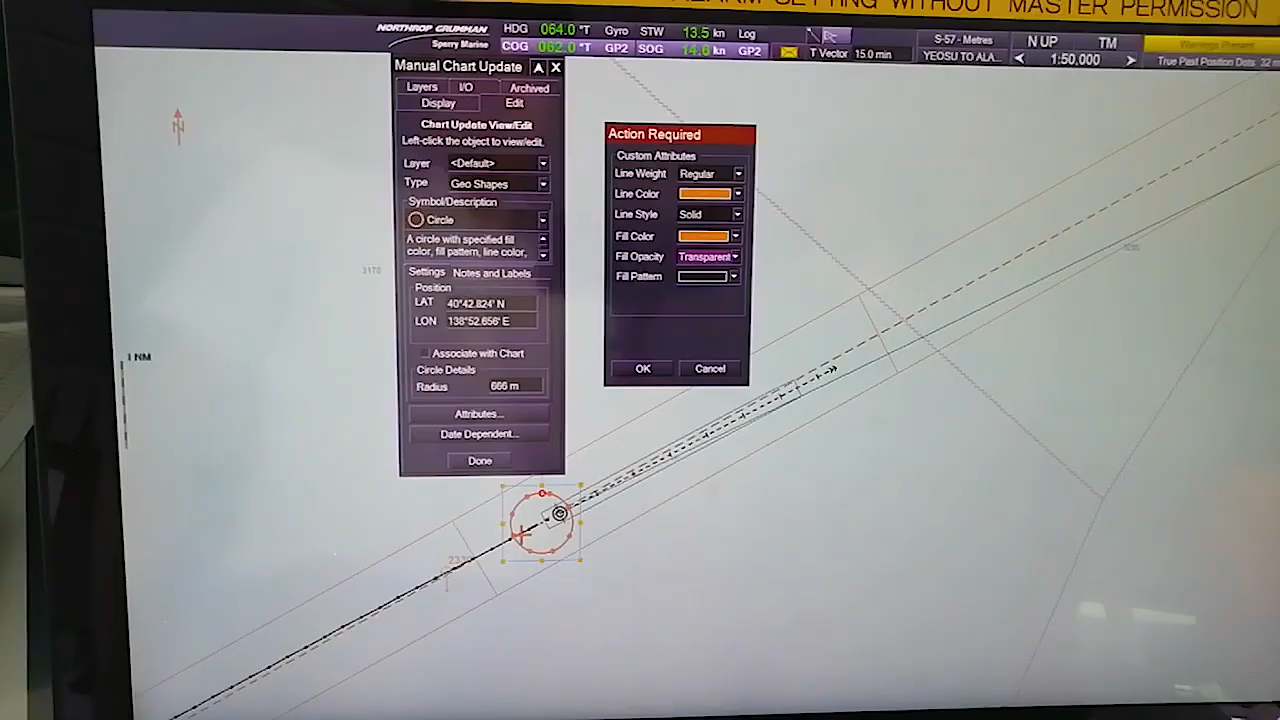 ALARM SETTING WITHOUT MASTER PERMISSION
NORTHROP GRUMMAN
Sperry Marine
HDG 064.0 °T Gyro STW 13.5 kn Log
COG 062.0 °T GP2 SOG 14.6 kn GP2
T Vector 15.0 min
S-57 - Metres
YEOSU TO ALA...
N UP TM
1:50,000
Warnings Present
True Past Position Dots: 32 m
Manual Chart Update
Layers I/O Archived
Display Edit
Chart Update View/Edit
Left-click the object to view/edit.
Layer <Default>
Type Geo Shapes
Symbol/Description
Circle
A circle with specified fill
color, fill pattern, line color,
Settings Notes and Labels
Position
LAT 40°42.824' N
LON 138°52.656' E
Associate with Chart
Circle Details
Radius 666 m
Attributes...
Date Dependent...
Done
Action Required
Custom Attributes
Line Weight Regular
Line Color
Line Style Solid
Fill Color
Fill Opacity Transparent
Fill Pattern
OK Cancel
N
3170
1 NM